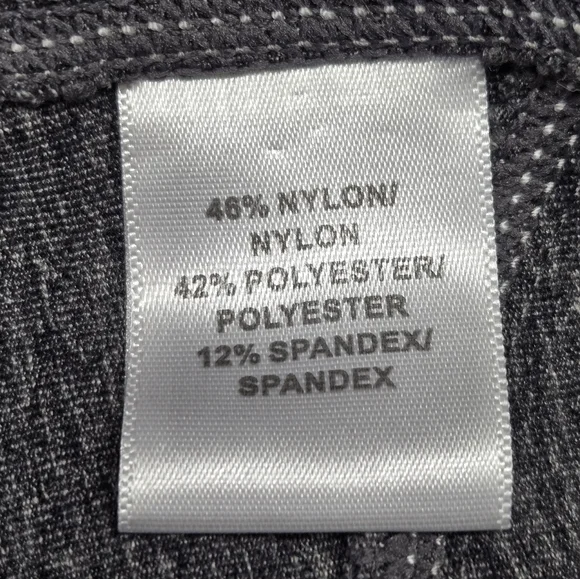 46% NYLON/
NYLON
42% POLYESTER/
POLYESTER
12% SPANDEX/
SPANDEX